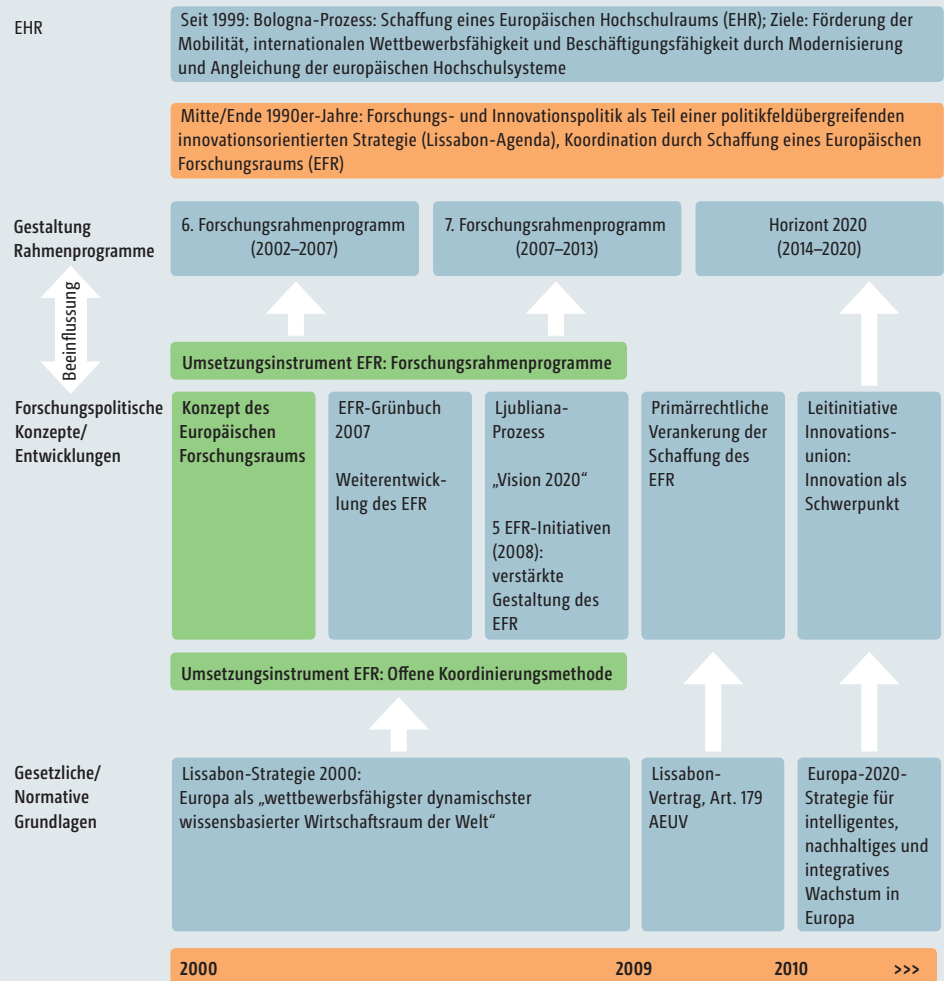 EHR
Seit 1999: Bologna-Prozess: Schaffung eines Europäischen Hochschulraums (EHR); Ziele: Förderung der
Mobilität, internationalen Wettbewerbsfähigkeit und Beschäftigungsfähigkeit durch Modernisierung
und Angleichung der europäischen Hochschulsysteme
Mitte/Ende 1990er-Jahre: Forschungs- und Innovationspolitik als Teil einer politikfeldübergreifenden
innovationsorientierten Strategie (Lissabon-Agenda), Koordination durch Schaffung eines Europäischen
Forschungsraums (EFR)
Gestaltung
Rahmenprogramme
6. Forschungsrahmenprogramm
(2002–2007)
7. Forschungsrahmenprogramm
(2007–2013)
Horizont 2020
(2014–2020)
Beeinflussung
Umsetzungsinstrument EFR: Forschungsrahmenprogramme
Forschungspolitische
Konzepte/
Entwicklungen
Konzept des
Europäischen
Forschungsraums
EFR-Grünbuch
2007
Weiterentwick-
lung des EFR
Ljubliana-
Prozess
„Vision 2020“
5 EFR-Initiativen
(2008):
verstärkte
Gestaltung des
EFR
Primärrechtliche
Verankerung der
Schaffung des
EFR
Leitinitiative
Innovations-
union:
Innovation als
Schwerpunkt
Umsetzungsinstrument EFR: Offene Koordinierungsmethode
Gesetzliche/
Normative
Grundlagen
Lissabon-Strategie 2000:
Europa als „wettbewerbsfähigster dynamischster
wissensbasierter Wirtschaftsraum der Welt“
Lissabon-
Vertrag, Art. 179
AEUV
Europa-2020-
Strategie für
intelligentes,
nachhaltiges und
integratives
Wachstum in
Europa
2000 2009 2010 >>>